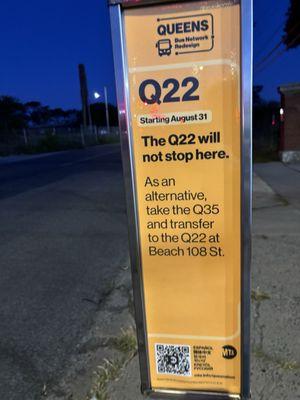 QUEENS
Bus Network
Redesign
Q22
Starting August 31
The Q22 will
not stop here.
As an
alternative,
take the Q35
and transfer
to the Q22 at
Beach 108 St.
ESPAÑOL
РУССКИЙ
MTA